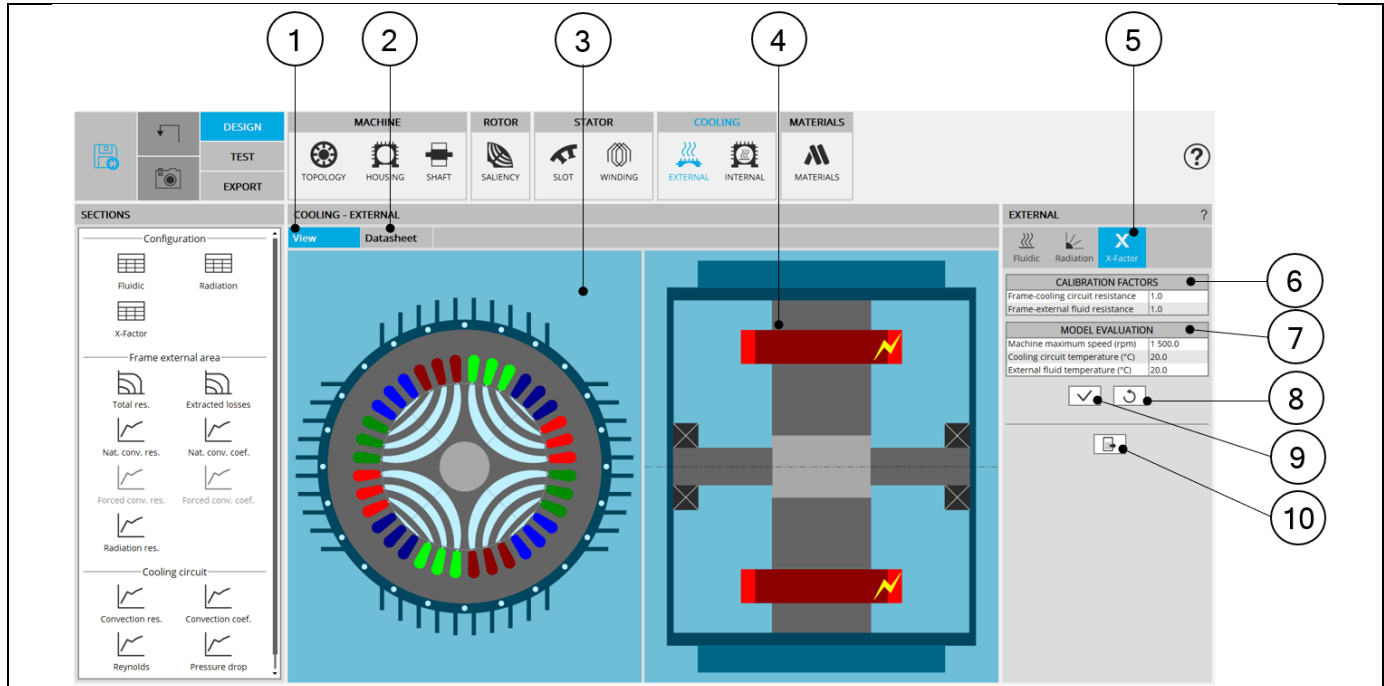 1 2 3 4 5
DESIGN
TEST
EXPORT
MACHINE
TOPOLOGY HOUSING SHAFT
ROTOR
SALIENCY
STATOR
SLOT WINDING
COOLING
EXTERNAL INTERNAL
MATERIALS
MATERIALS
?
SECTIONS
Configuration
Fluidic Radiation
X-Factor
Frame external area
Total res. Extracted losses
Nat. conv. res. Nat. conv. coef.
Forced conv. res. Forced conv. coef.
Radiation res.
Cooling circuit
Convection res. Convection coef.
Reynolds Pressure drop
COOLING - EXTERNAL
View Datasheet
EXTERNAL ?
X
Fluidic Radiation X-Factor
CALIBRATION FACTORS
Frame-cooling circuit resistance 1.0
Frame-external fluid resistance 1.0
MODEL EVALUATION
Machine maximum speed (rpm) 1 500.0
Cooling circuit temperature (°C) 20.0
External fluid temperature (°C) 20.0
6
7
8
9
10